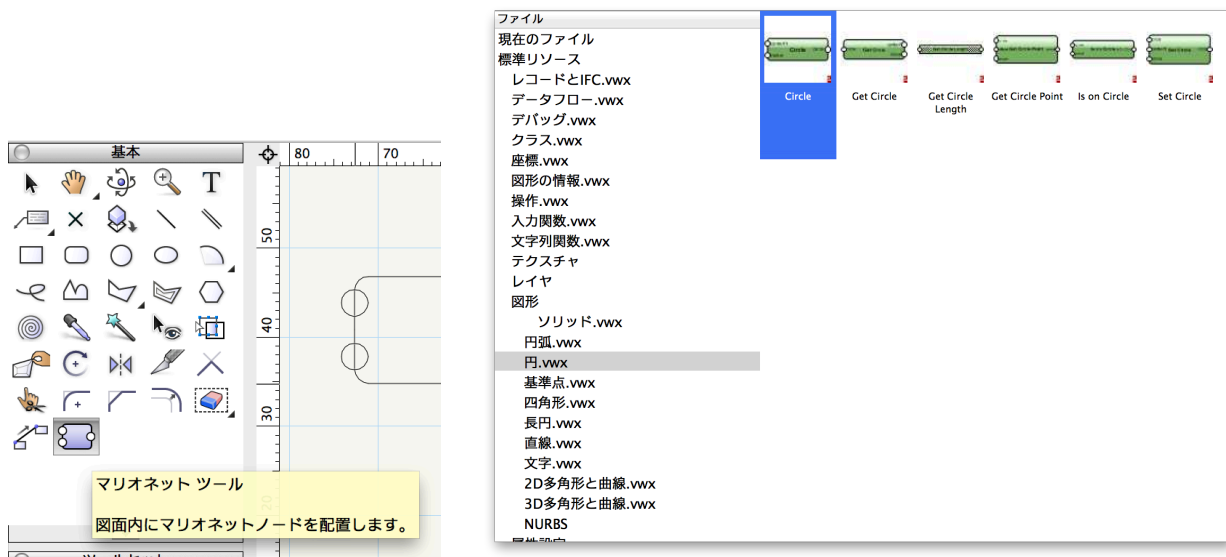 基本
80
70
T
50
40
30
20
マリオネット ツール
図面内にマリオネットノードを配置します。
ファイル
現在のファイル
標準リソース
レコードとIFC.vwx
データフロー.vwx
デバッグ.vwx
クラス.vwx
座標.vwx
図形の情報.vwx
操作.vwx
入力関数.vwx
文字列関数.vwx
テクスチャ
レイヤ
図形
ソリッド.vwx
円弧.vwx
円.vwx
基準点.vwx
四角形.vwx
長円.vwx
直線.vwx
文字.vwx
2D多角形と曲線.vwx
3D多角形と曲線.vwx
NURBS
Circle
Get Circle
Get Circle
Length
Get Circle Point
Is on Circle
Set Circle